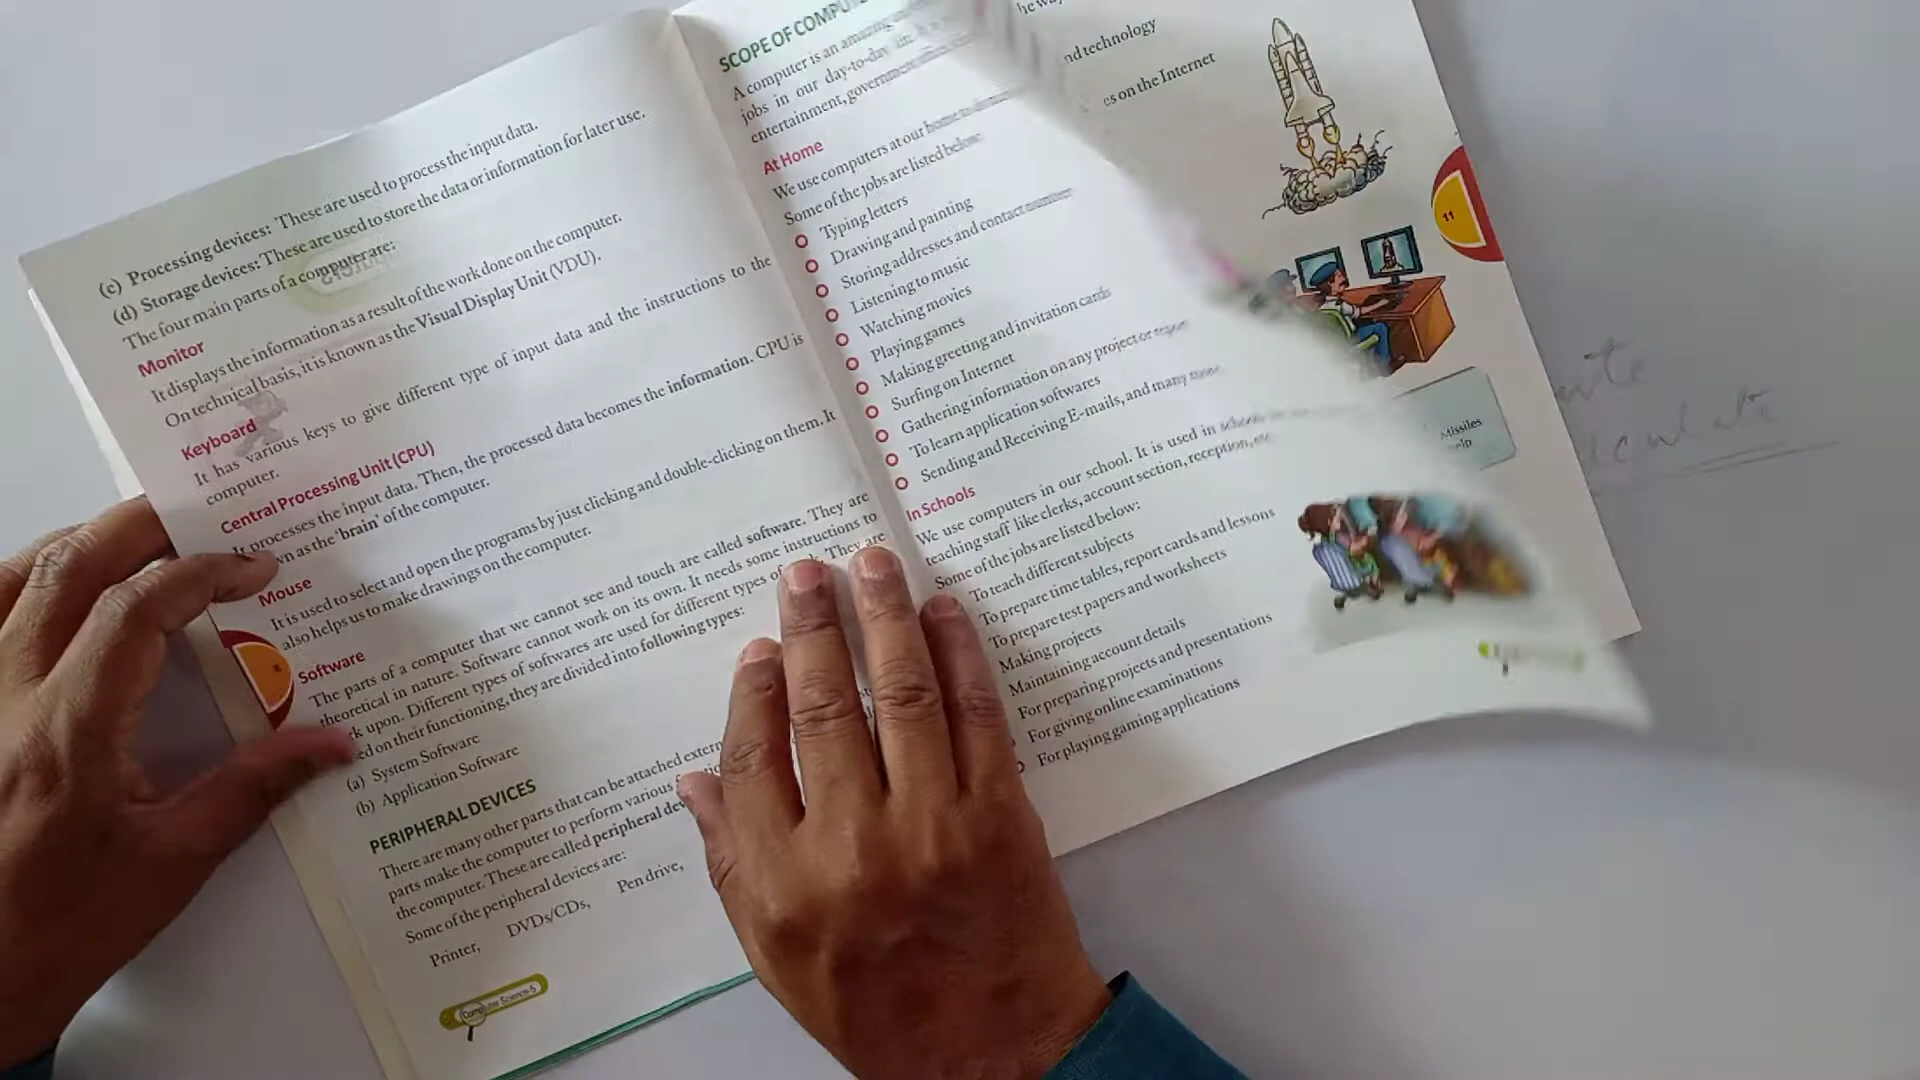 (c) Processing devices: These are used to process the input data.
(d) Storage devices: These are used to store the data or information for later use.
The four main parts of a computer are:
Monitor
It displays the information as a result of the work done on the computer.
On technical basis, it is known as the Visual Display Unit (VDU).
Keyboard
It has various keys to give different type of input data and the instructions to the
computer.
Central Processing Unit (CPU)
It processes the input data. Then, the processed data becomes the information. CPU is
as the 'brain' of the computer.
Mouse
It is used to select and open the programs by just clicking and double-clicking on them. It
also helps us to make drawings on the computer.
Software
The parts of a computer that we cannot see and touch are called software. They are
theoretical in nature. Software cannot work on its own. It needs some instructions to
upon. Different types of softwares are used for different types of They are
on their functioning, they are divided into following types:
(a) System Software
(b) Application Software
PERIPHERAL DEVICES
There are many other parts that can be attached
parts make the computer to perform various
the computer. These are called peripheral
Some of the peripheral devices are:
Printer, DVDs/CDs, Pen drive,
Computer Science-5
SCOPE OF
A computer is an amazing
jobs in our day-to-day
entertainment, government
At Home
We use computers at our home to
Some of the jobs are listed below:
Typing letters
Drawing and painting
Storing addresses and contact numbers
Listening to music
Watching movies
Playing games
Making greeting and invitation cards
Surfing on Internet
Gathering information on any project or report
To learn application softwares
Sending and Receiving E-mails, and many more.
In Schools
We use computers in our school. It is used in
teaching staff like clerks, account section, reception, etc.
Some of the jobs are listed below:
To teach different subjects
To prepare time tables, report cards and lessons
To prepare test papers and worksheets
Making projects
Maintaining account details
For preparing projects and presentations
For giving online examinations
For playing gaming applications
technology
on the Internet
11
Missiles